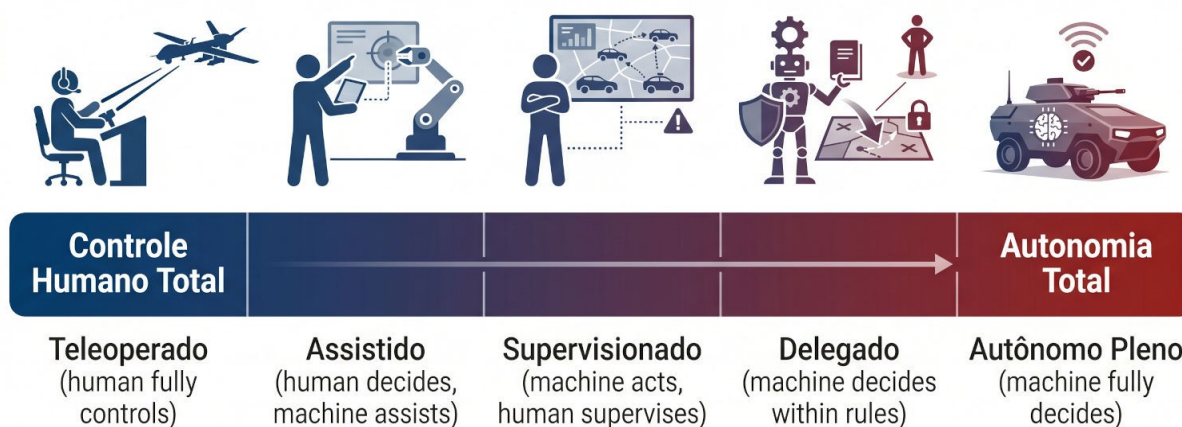 Controle
Humano Total
Autonomia
Total
Teleoperado
(human fully
controls)
Assistido
(human decides,
machine assists)
Supervisionado
(machine acts,
human supervises)
Delegado
(machine decides
within rules)
Autônomo Pleno
(machine fully
decides)